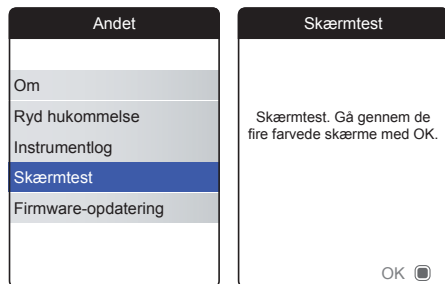 Andet
Om
Ryd hukommelse
Instrumentlog
Skærmtest
Firmware-opdatering
Skærmtest
Skærmtest. Gå gennem de
fire farvede skærme med OK.
OK